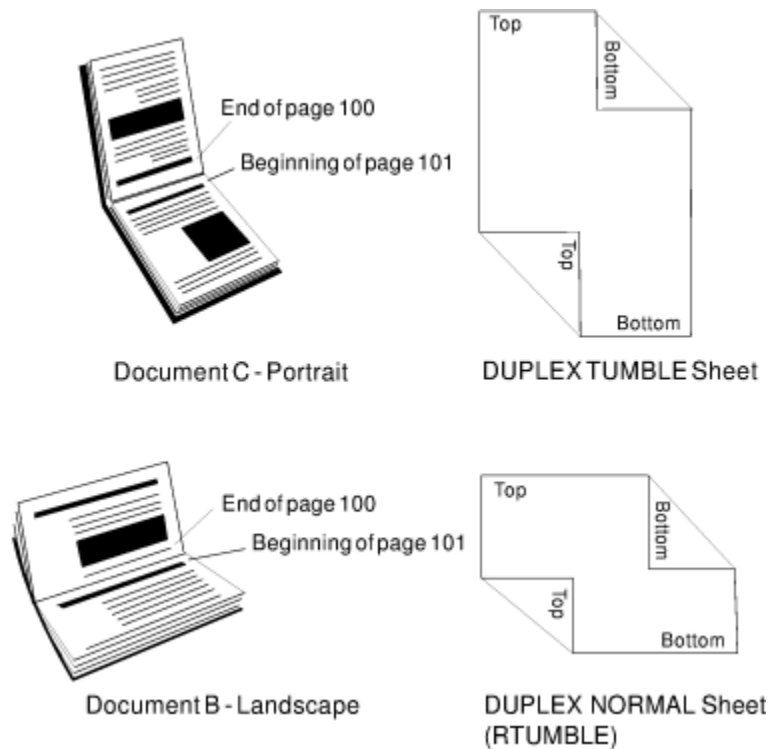 Top
Bottom
End of page 100
Beginning of page 101
Top
Bottom
Document C - Portrait
DUPLEX TUMBLE Sheet
Top
Bottom
End of page 100
Beginning of page 101
Top
Bottom
Document B - Landscape
DUPLEX NORMAL Sheet
(RTUMBLE)